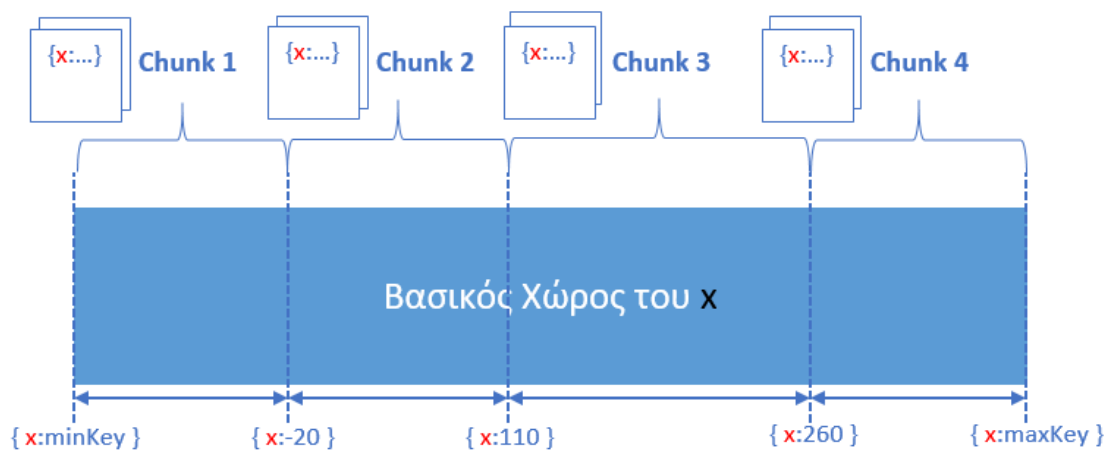 {x:...} Chunk 1 {x:...} Chunk 2 {x:...} Chunk 3 {x:...} Chunk 4
Βασικός Χώρος του x
{ x:minKey } { x:-20 } { x:110 } { x:260 } { x:maxKey }